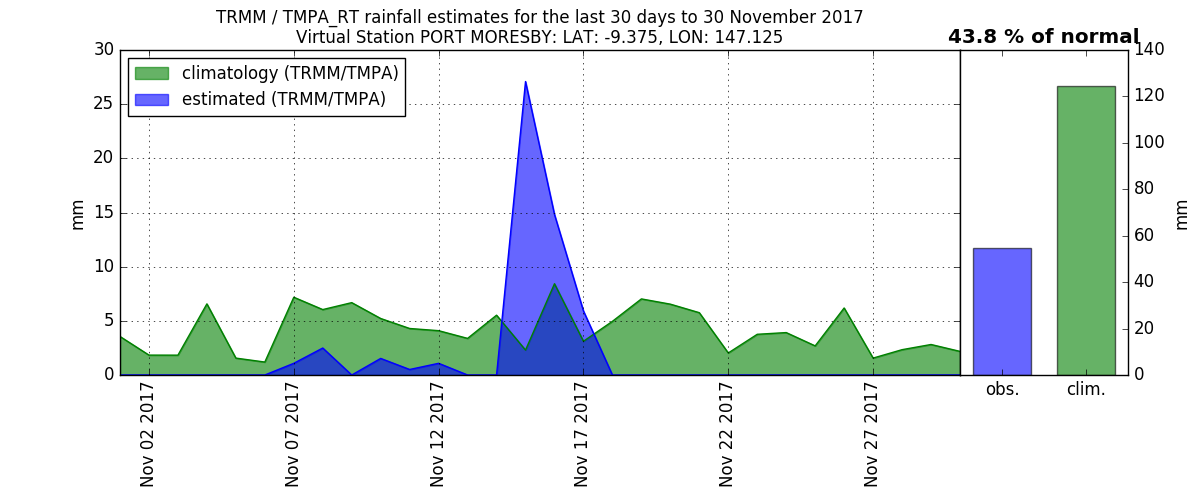 TRMM / TMPA_RT rainfall estimates for the last 30 days to 30 November 2017
Virtual Station PORT MORESBY: LAT: -9.375, LON: 147.125
43.8 % of normal
climatology (TRMM/TMPA)
estimated (TRMM/TMPA)
30
25
20
15
10
5
0
mm
Nov 02 2017
Nov 07 2017
Nov 12 2017
Nov 17 2017
Nov 22 2017
Nov 27 2017
obs.
clim.
140
120
100
80
60
40
20
0
mm